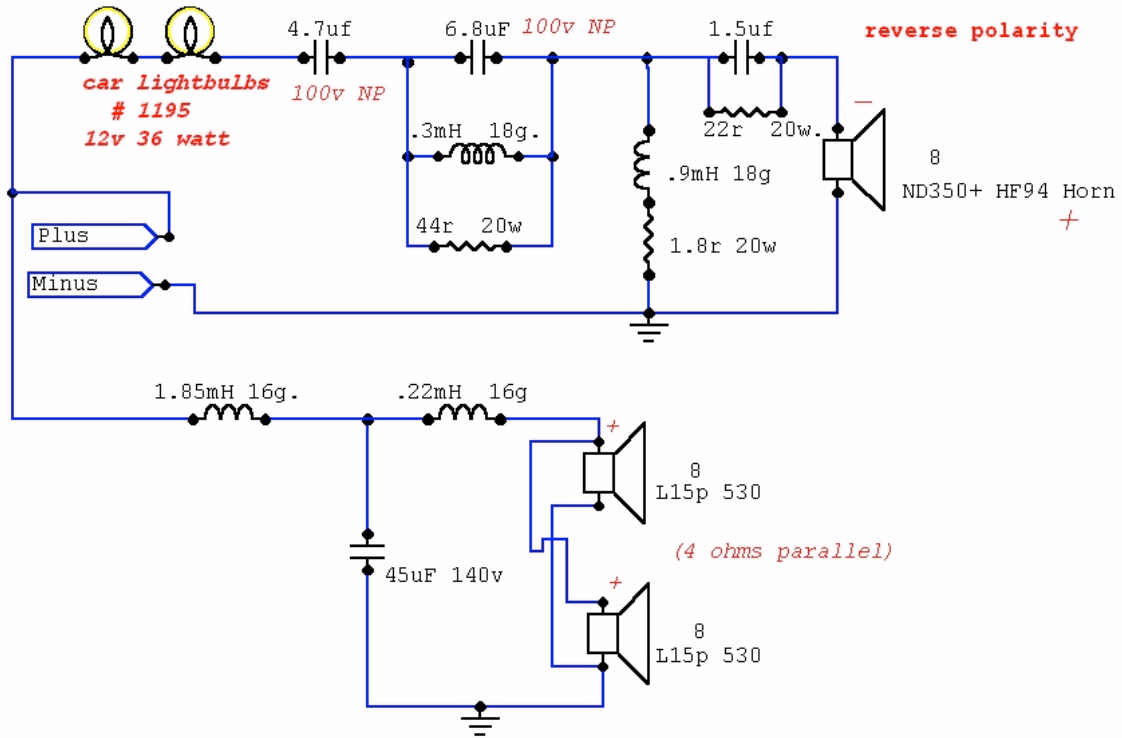 4.7uf
6.8uF
100v NP
1.5uf
reverse polarity
car lightbulbs
# 1195
12v 36 watt
100v NP
.3mH 18g.
22r 20w.
8
ND350+ HF94 Horn
−
+
.9mH 18g
44r 20w
1.8r 20w
Plus
Minus
1.85mH 16g.
.22mH 16g
+
8
L15p 530
(4 ohms parallel)
45uF 140v
+
8
L15p 530